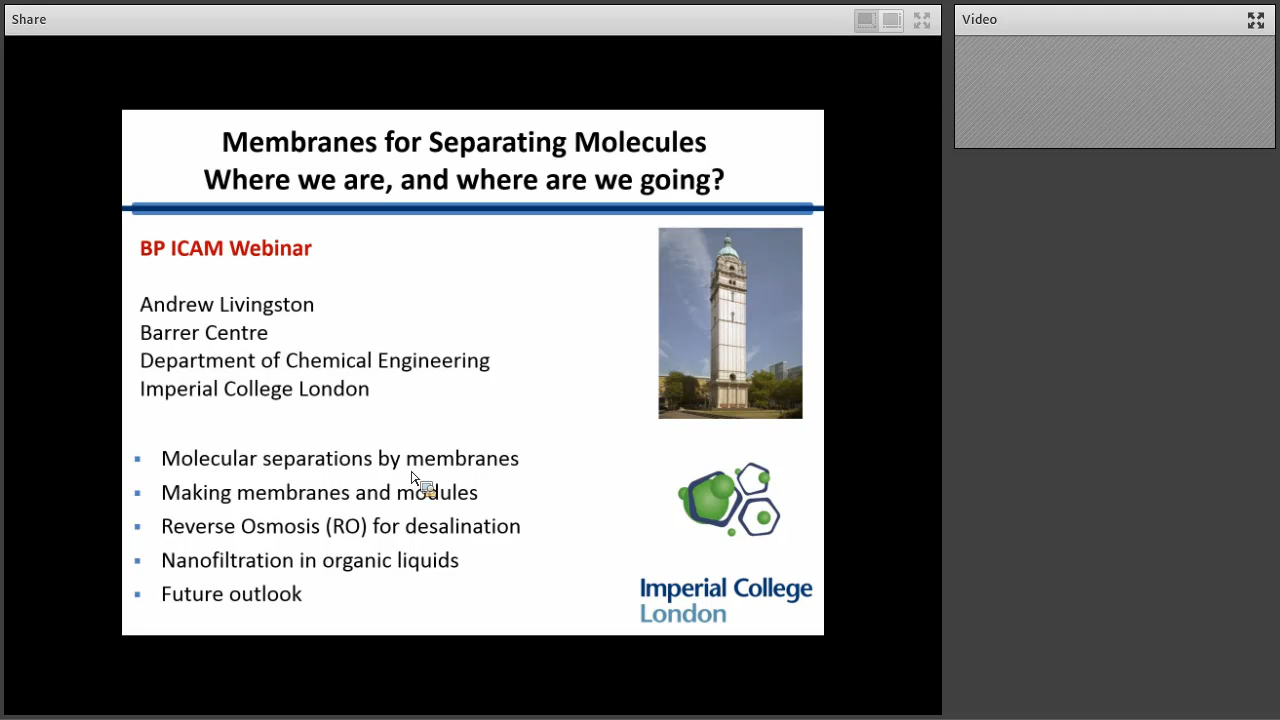 Share
Video
Membranes for Separating Molecules
Where we are, and where are we going?
BP ICAM Webinar
Andrew Livingston
Barrer Centre
Department of Chemical Engineering
Imperial College London
Molecular separations by membranes
Making membranes and modules
Reverse Osmosis (RO) for desalination
Nanofiltration in organic liquids
Future outlook
Imperial College
London